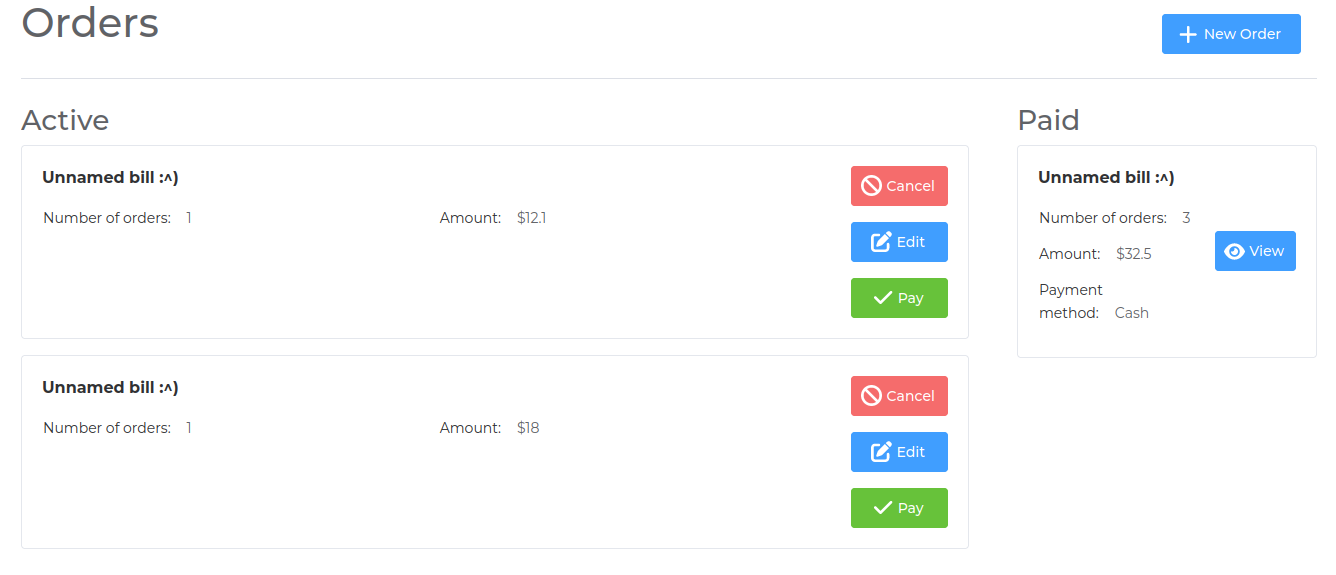 Orders
New Order
Active
Unnamed bill :^)
Number of orders: 1 Amount: $12.1
Cancel
Edit
Pay
Unnamed bill :^)
Number of orders: 1 Amount: $18
Cancel
Edit
Pay
Paid
Unnamed bill :^)
Number of orders: 3
Amount: $32.5
Payment
method: Cash
View